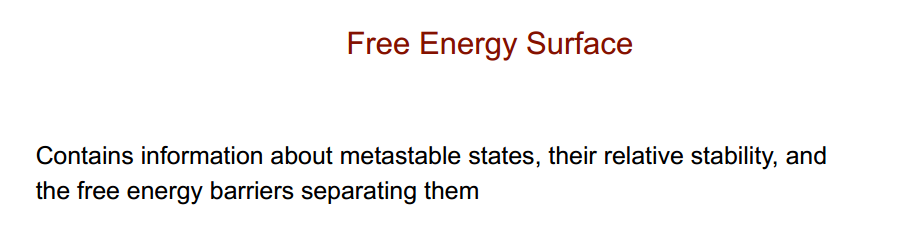 Free Energy Surface
Contains information about metastable states, their relative stability, and
the free energy barriers separating them